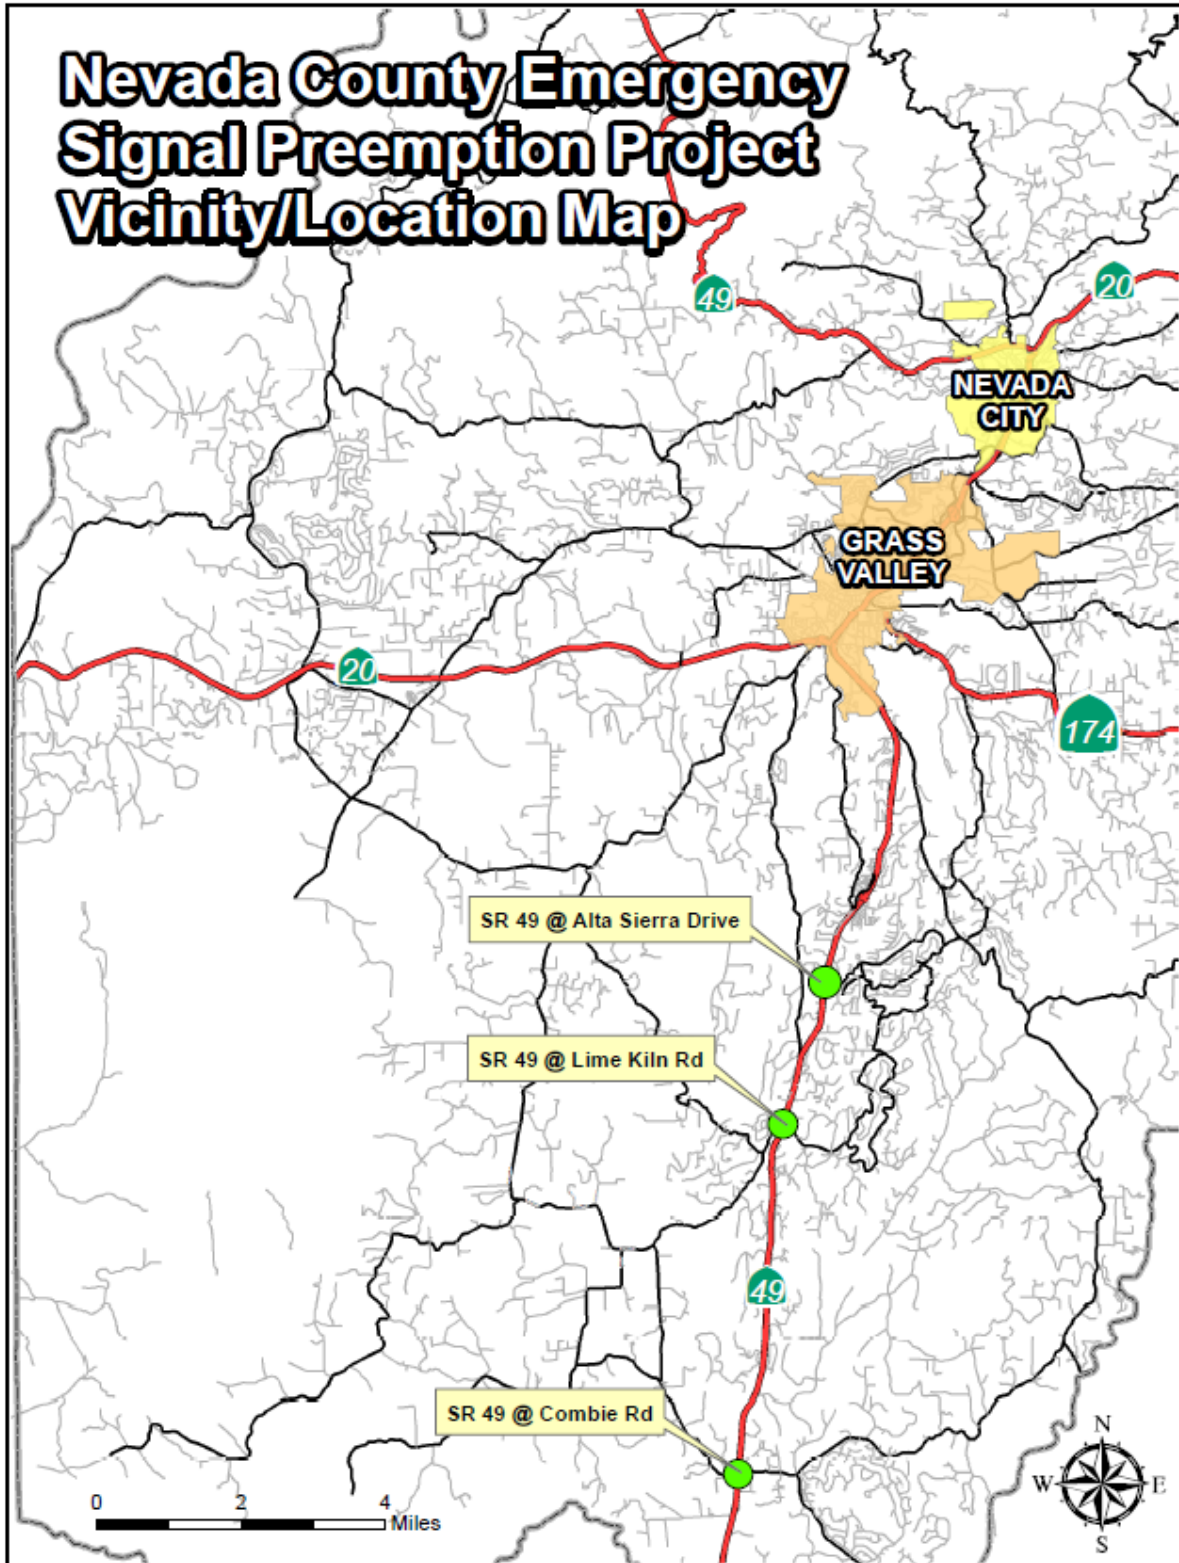 Nevada County Emergency
Signal Preemption Project
Vicinity/Location Map
49
20
NEVADA
CITY
GRASS
VALLEY
20
174
SR 49 @ Alta Sierra Drive
SR 49 @ Lime Kiln Rd
49
SR 49 @ Combie Rd
N
W E
S
0 2 4
Miles